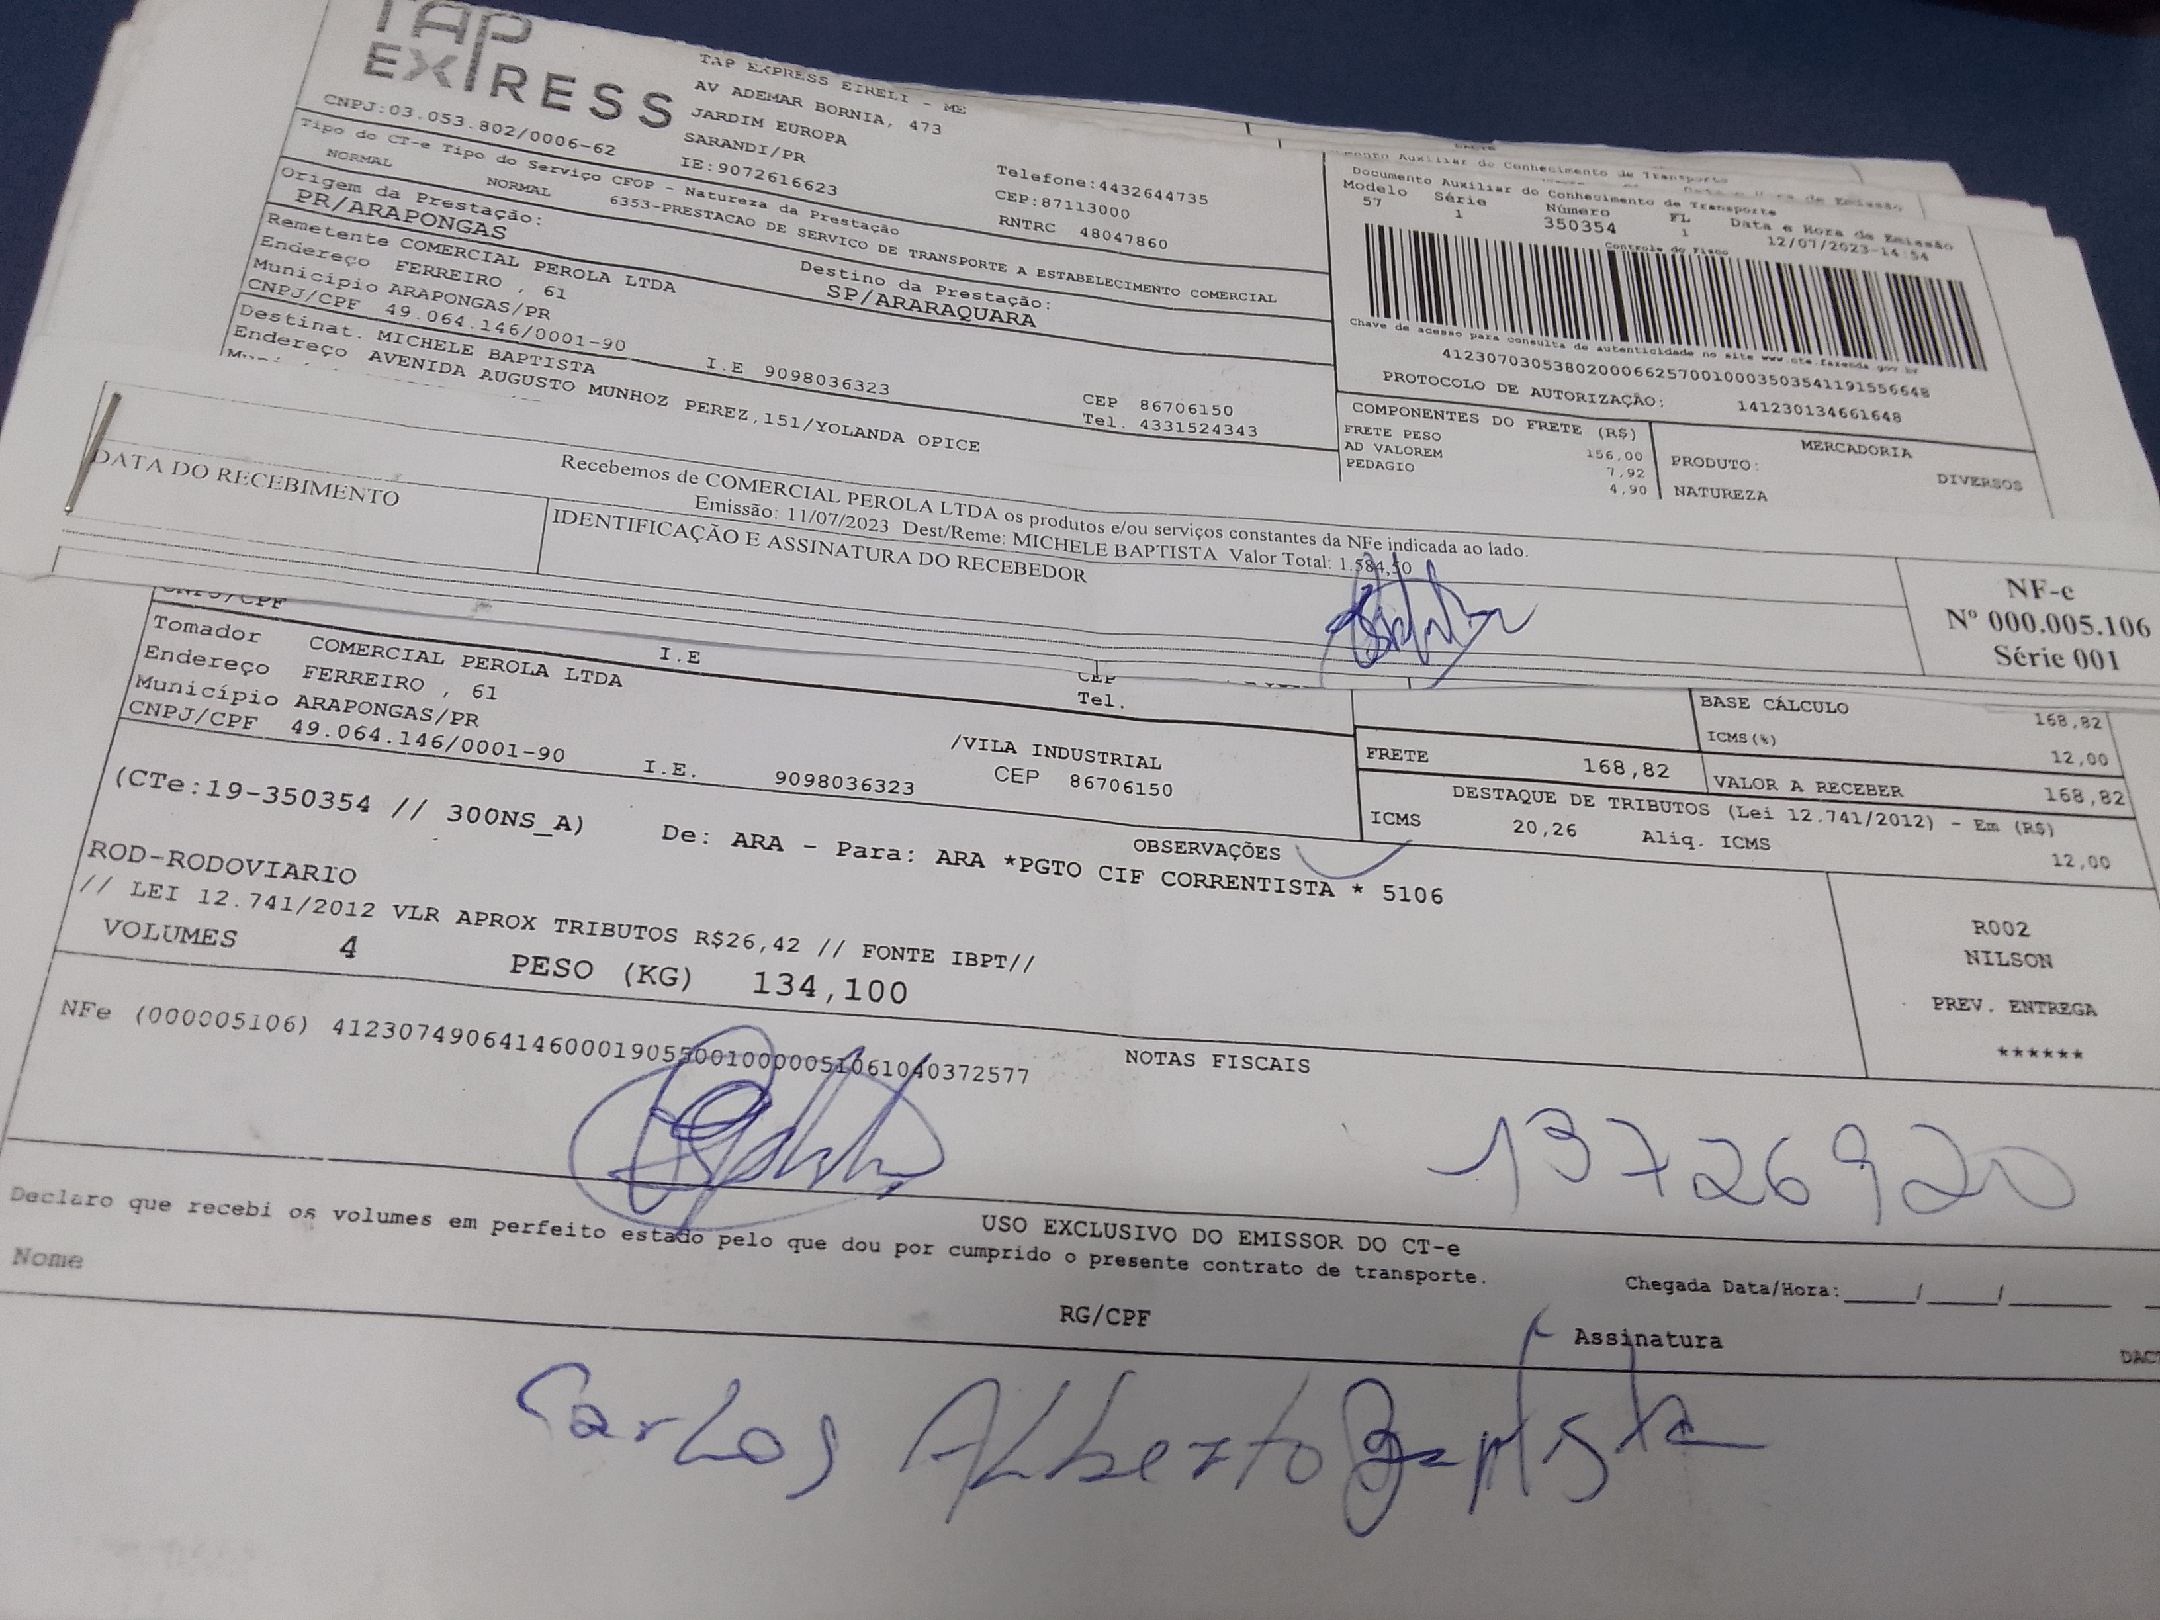 TAP
EXPRESS
TAP EXPRESS EIRELI - ME
AV ADEMAR BORNIA, 473
JARDIM EUROPA
SARANDI/PR
CNPJ:03.053.802/0006-62
IE:9072616623
Telefone:4432644735
CEP:87113000
RNTRC 48047860
Tipo do CT-e Tipo do Serviço CFOP - Natureza da Prestação
NORMAL NORMAL 6353-PRESTACAO DE SERVICO DE TRANSPORTE A ESTABELECIMENTO COMERCIAL
Origem da Prestação:
PR/ARAPONGAS
Destino da Prestação:
SP/ARARAQUARA
Remetente COMERCIAL PEROLA LTDA
Endereço FERREIRO , 61
Município ARAPONGAS/PR
CNPJ/CPF 49.064.146/0001-90 I.E 9098036323
CEP 86706150
Tel. 4331524343
Destinat. MICHELE BAPTISTA
Endereço AVENIDA AUGUSTO MUNHOZ PEREZ,151/YOLANDA OPICE
Documento Auxiliar do Conhecimento de Transporte
Modelo Série Número FL Data e Hora de Emissão
57 1 350354 1 12/07/2023-14:54
Controle do Fisco
Chave de acesso para consulta de autenticidade no site www.cte.fazenda.gov.br
41230703053802000662570010003503541191556648
PROTOCOLO DE AUTORIZAÇÃO: 141230134661648
COMPONENTES DO FRETE (R$)
FRETE PESO 156,00
AD VALOREM 7,92
PEDAGIO 4,90
MERCADORIA
PRODUTO: DIVERSOS
NATUREZA
Recebemos de COMERCIAL PEROLA LTDA os produtos e/ou serviços constantes da NFe indicada ao lado.
Emissão: 11/07/2023 Dest/Reme: MICHELE BAPTISTA Valor Total: 1.584,50
DATA DO RECEBIMENTO
IDENTIFICAÇÃO E ASSINATURA DO RECEBEDOR
NF-e
Nº 000.005.106
Série 001
CNPJ/CPF I.E
CEP
Tel.
Tomador COMERCIAL PEROLA LTDA
Endereço FERREIRO , 61
Município ARAPONGAS/PR
/VILA INDUSTRIAL
CNPJ/CPF 49.064.146/0001-90 I.E. 9098036323 CEP 86706150
BASE CÁLCULO 168,82
ICMS(%) 12,00
FRETE 168,82 VALOR A RECEBER 168,82
DESTAQUE DE TRIBUTOS (Lei 12.741/2012) - Em (R$)
ICMS 20,26 Aliq. ICMS 12,00
OBSERVAÇÕES
(CTe:19-350354 // 300NS_A) De: ARA - Para: ARA *PGTO CIF CORRENTISTA * 5106
ROD-RODOVIARIO
// LEI 12.741/2012 VLR APROX TRIBUTOS R$26,42 // FONTE IBPT//
VOLUMES 4 PESO (KG) 134,100
R002
NILSON
PREV. ENTREGA
******
NOTAS FISCAIS
NFe (000005106) 41230749064146000190550010000051061040372577
13726920
USO EXCLUSIVO DO EMISSOR DO CT-e
Declaro que recebi os volumes em perfeito estado pelo que dou por cumprido o presente contrato de transporte.
Chegada Data/Hora:_____/_____/_______
Nome RG/CPF Assinatura
DACT
Carlos Alberto Baptista